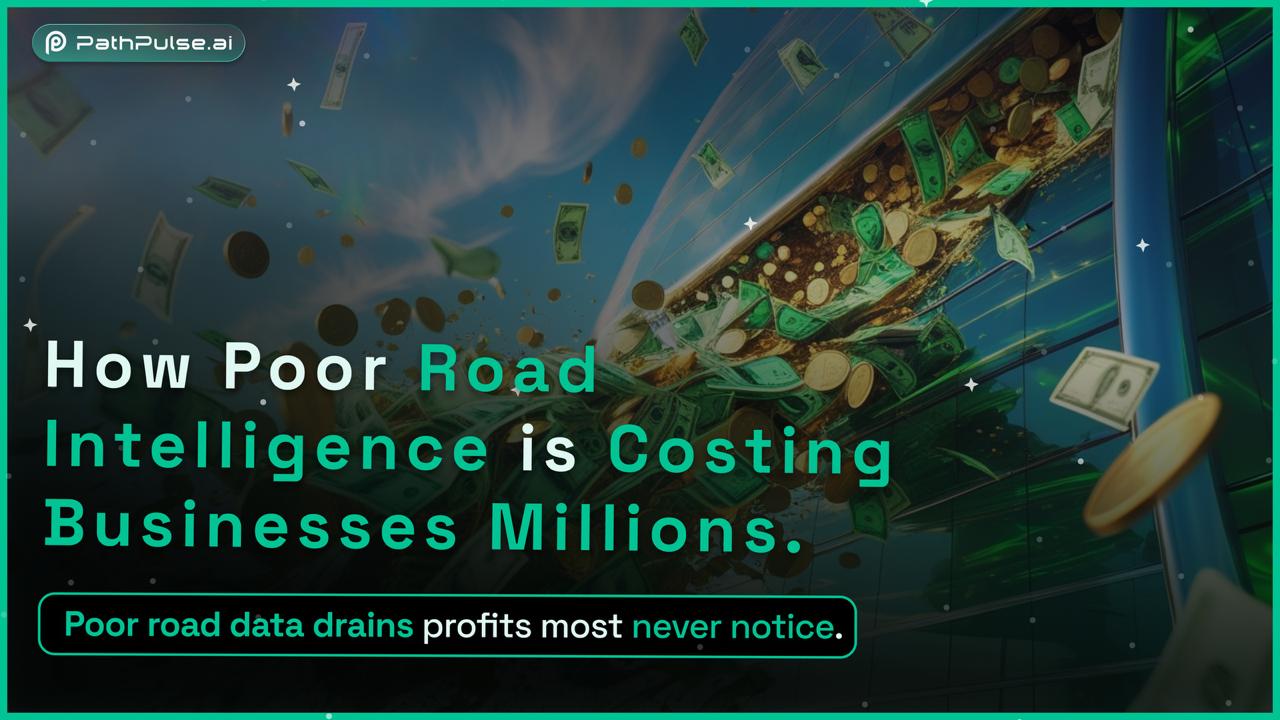 PathPulse.ai
How Poor Road
Intelligence is Costing
Businesses Millions.
Poor road data drains profits most never notice.